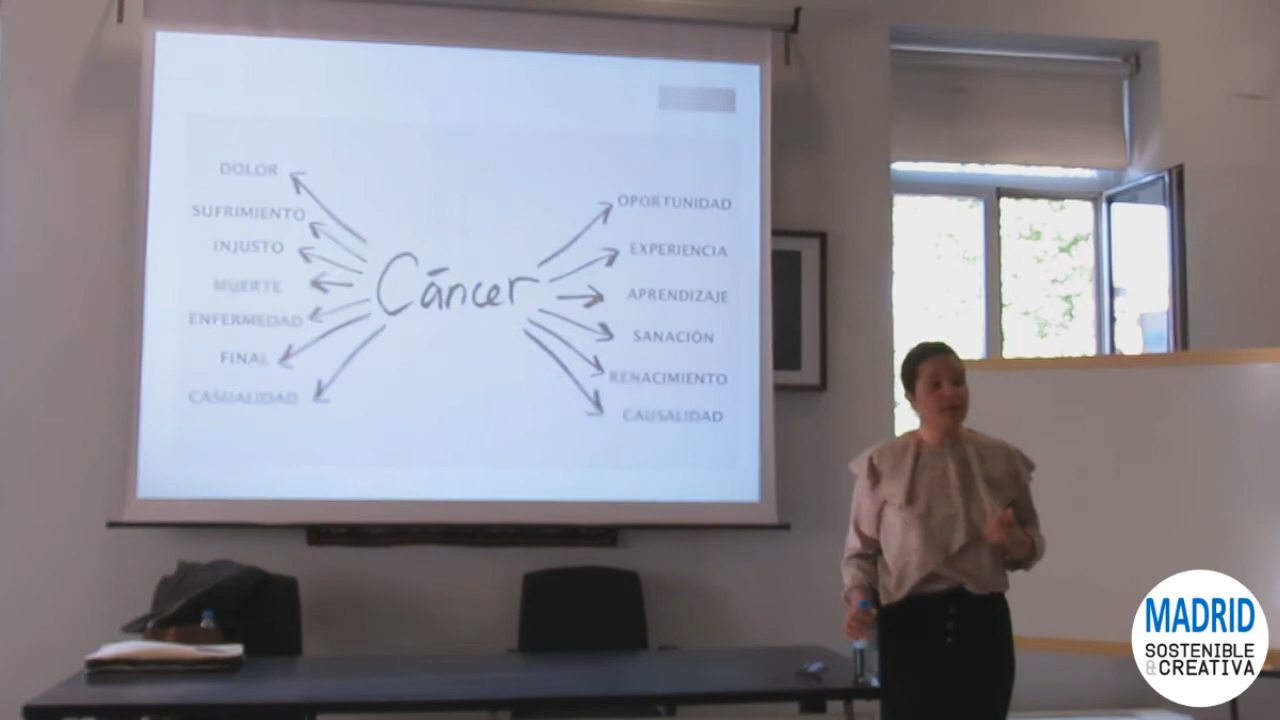 DOLOR
SUFRIMIENTO
INJUSTO
MUERTE
ENFERMEDAD
FINAL
CASUALIDAD
Cáncer
OPORTUNIDAD
EXPERIENCIA
APRENDIZAJE
SANACIÓN
RENACIMIENTO
CAUSALIDAD
MADRID
SOSTENIBLE
&CREATIVA